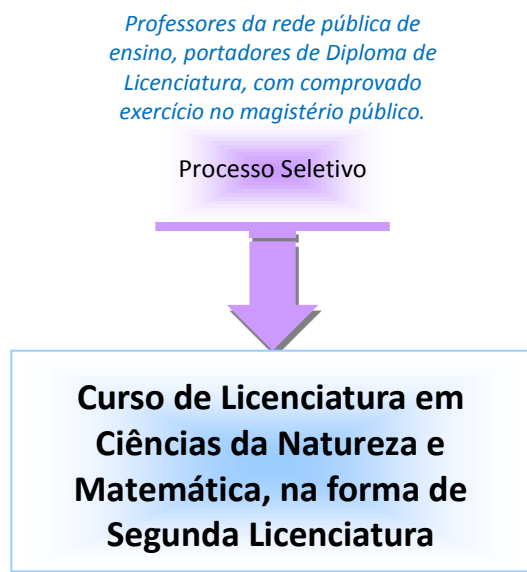 Professores da rede pública de
ensino, portadores de Diploma de
Licenciatura, com comprovado
exercício no magistério público.
Processo Seletivo
Curso de Licenciatura em
Ciências da Natureza e
Matemática, na forma de
Segunda Licenciatura